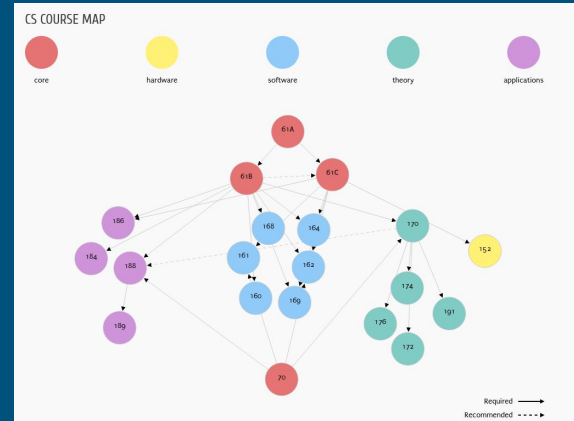 CS COURSE MAP
core
hardware
software
theory
applications
61A
61B
61C
186
168
164
170
184
188
161
162
152
160
169
174
191
189
176
172
70
Required
Recommended